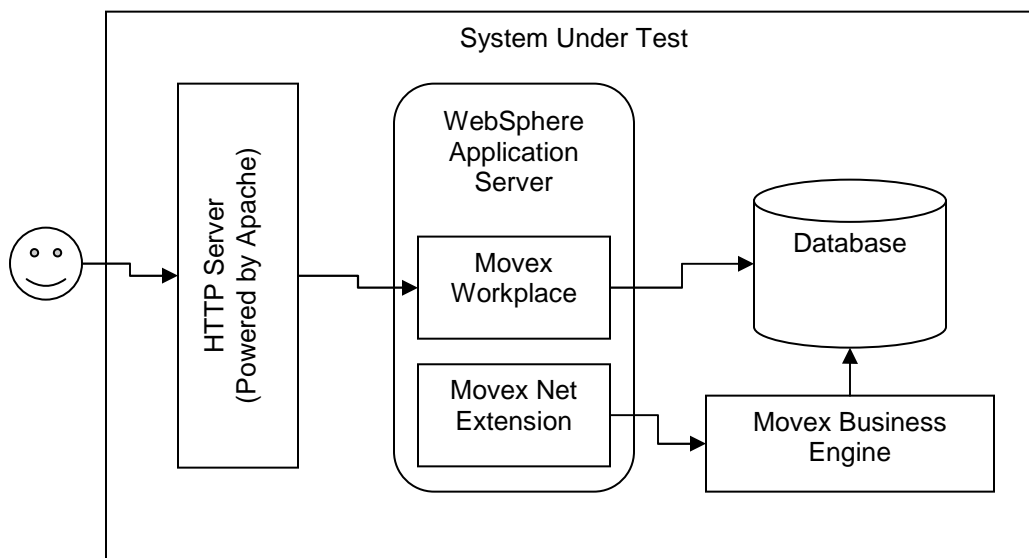 System Under Test
HTTP Server
(Powered by Apache)
WebSphere
Application
Server
Movex
Workplace
Movex Net
Extension
Database
Movex Business
Engine